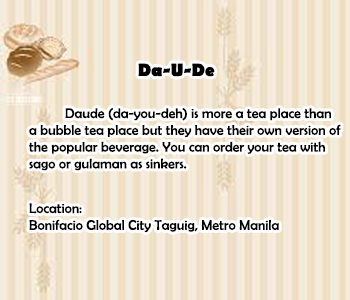 Da-U-De
Daude (da-you-deh) is more a tea place than
a bubble tea place but they have their own version of
the popular beverage. You can order your tea with
sago or gulaman as sinkers.
Location:
Bonifacio Global City Taguig, Metro Manila